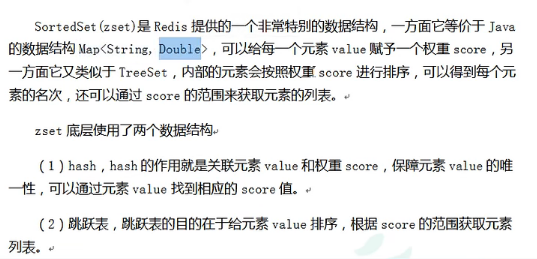 SortedSet(zset)是 Redis 提供的一个非常特别的数据结构，一方面它等价于 Java
的数据结构 Map<String, Double>，可以给每一个元素 value 赋予一个权重 score，另
一方面它又类似于 TreeSet，内部的元素会按照权重 score 进行排序，可以得到每个元
素的名次，还可以通过 score 的范围来获取元素的列表。
zset 底层使用了两个数据结构
（1）hash，hash 的作用就是关联元素 value 和权重 score，保障元素 value 的唯
一性，可以通过元素 value 找到相应的 score 值。
（2）跳跃表，跳跃表的目的在于给元素 value 排序，根据 score 的范围获取元素
列表。